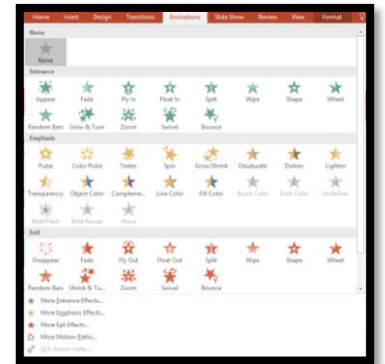 Home Insert Design Transitions Animations Slide Show Review View Format
None
None
Entrance
Appear Fade Fly In Float In Split Wipe Shape Wheel
Random Bars Grow & Turn Zoom Swivel Bounce
Emphasis
Pulse Color Pulse Teeter Spin Grow/Shrink Desaturate Darken Lighten
Transparency Object Color Compleme... Line Color Fill Color Brush Color Font Color Underline
Bold Flash Bold Reveal Wave
Exit
Disappear Fade Fly Out Float Out Split Wipe Shape Wheel
Random Bars Shrink & Tu... Zoom Swivel Bounce
More Entrance Effects...
More Emphasis Effects...
More Exit Effects...
More Motion Paths...
OLE Action Verbs...